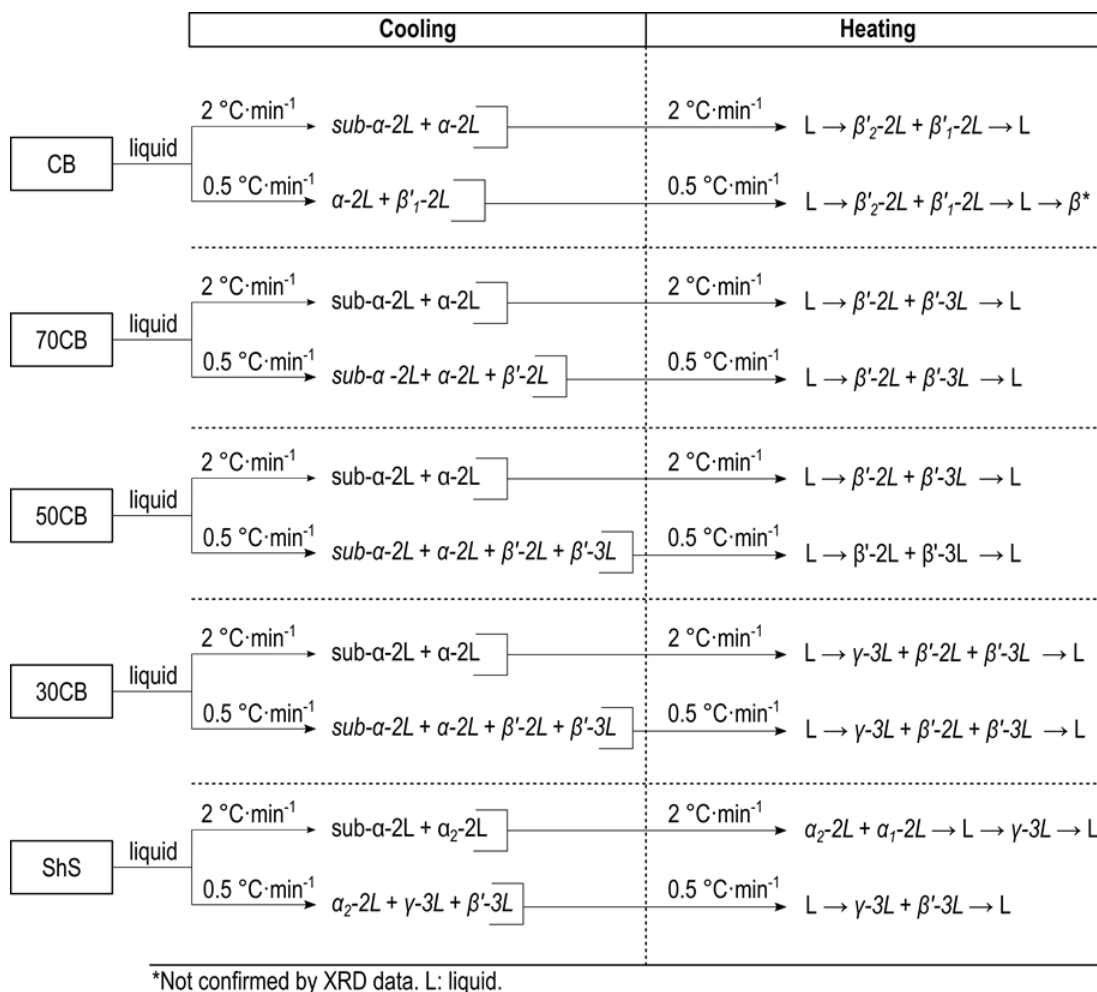 Cooling Heating
2 °C·min⁻¹ sub-α-2L + α-2L 2 °C·min⁻¹ L → β'₂-2L + β'₁-2L → L
CB liquid
0.5 °C·min⁻¹ α-2L + β'₁-2L 0.5 °C·min⁻¹ L → β'₂-2L + β'₁-2L → L → β*
2 °C·min⁻¹ sub-α-2L + α-2L 2 °C·min⁻¹ L → β'-2L + β'-3L → L
70CB liquid
0.5 °C·min⁻¹ sub-α -2L+ α-2L + β'-2L 0.5 °C·min⁻¹ L → β'-2L + β'-3L → L
2 °C·min⁻¹ sub-α-2L + α-2L 2 °C·min⁻¹ L → β'-2L + β'-3L → L
50CB liquid
0.5 °C·min⁻¹ sub-α-2L + α-2L + β'-2L + β'-3L 0.5 °C·min⁻¹ L → β'-2L + β'-3L → L
2 °C·min⁻¹ sub-α-2L + α-2L 2 °C·min⁻¹ L → γ-3L + β'-2L + β'-3L → L
30CB liquid
0.5 °C·min⁻¹ sub-α-2L + α-2L + β'-2L + β'-3L 0.5 °C·min⁻¹ L → γ-3L + β'-2L + β'-3L → L
2 °C·min⁻¹ sub-α-2L + α₂-2L 2 °C·min⁻¹ α₂-2L + α₁-2L → L → γ-3L → L
ShS liquid
0.5 °C·min⁻¹ α₂-2L + γ-3L + β'-3L 0.5 °C·min⁻¹ L → γ-3L + β'-3L → L
*Not confirmed by XRD data. L: liquid.